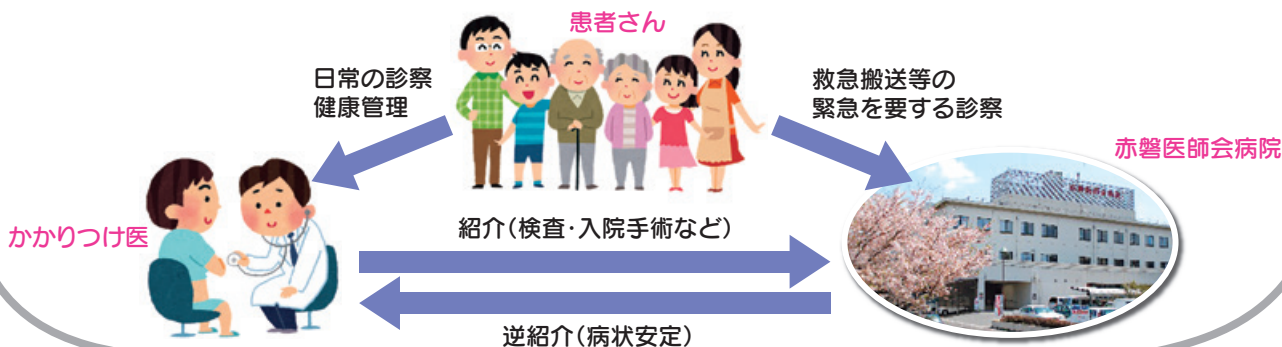 患者さん
日常の診察
健康管理
救急搬送等の
緊急を要する診察
赤磐医師会病院
かかりつけ医
紹介（検査・入院手術など）
逆紹介（病状安定）